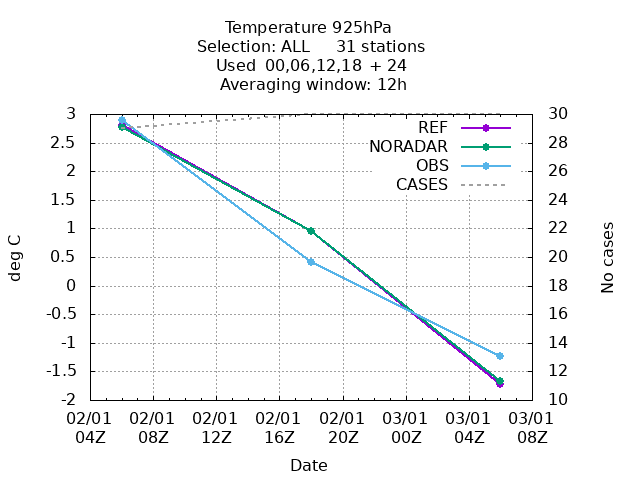 Temperature 925hPa
Selection: ALL 31 stations
Used 00,06,12,18 + 24
Averaging window: 12h
3
2.5
2
1.5
1
0.5
0
-0.5
-1
-1.5
-2
30
28
26
24
22
20
18
16
14
12
10
REF
NORADAR
OBS
CASES
deg C
No cases
02/01 02/01 02/01 02/01 02/01 03/01 03/01 03/01
04Z 08Z 12Z 16Z 20Z 00Z 04Z 08Z
Date